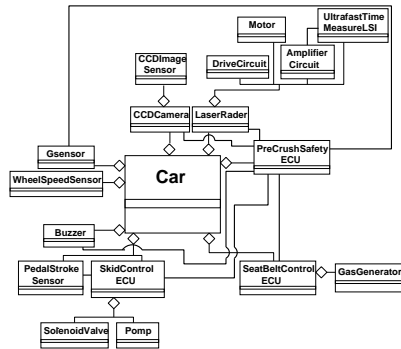 Motor
UltrafastTime
MeasureLSI
CCDImage
Sensor
DriveCircuit
Amplifier
Circuit
CCDCamera
LaserRader
Gsensor
PreCrushSafety
ECU
WheelSpeedSensor
Car
Buzzer
PedalStroke
Sensor
SkidControl
ECU
SeatBeltControl
ECU
GasGenerator
SolenoidValve
Pomp